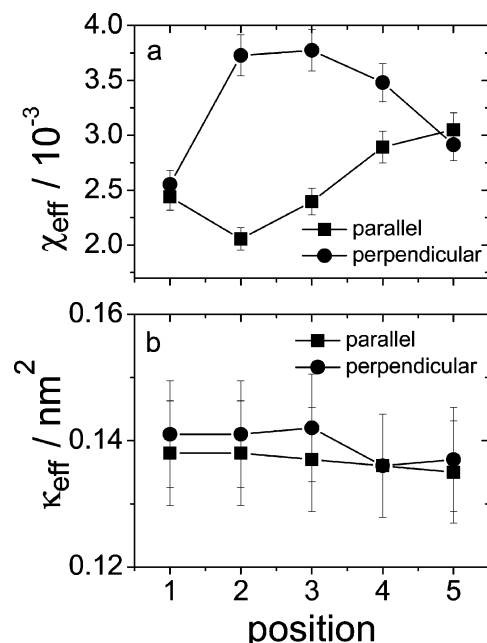 a
4.0
3.5
3.0
2.5
2.0
χeff / 10⁻³
parallel
perpendicular
b
0.16
0.14
0.12
κeff / nm²
parallel
perpendicular
1 2 3 4 5
position